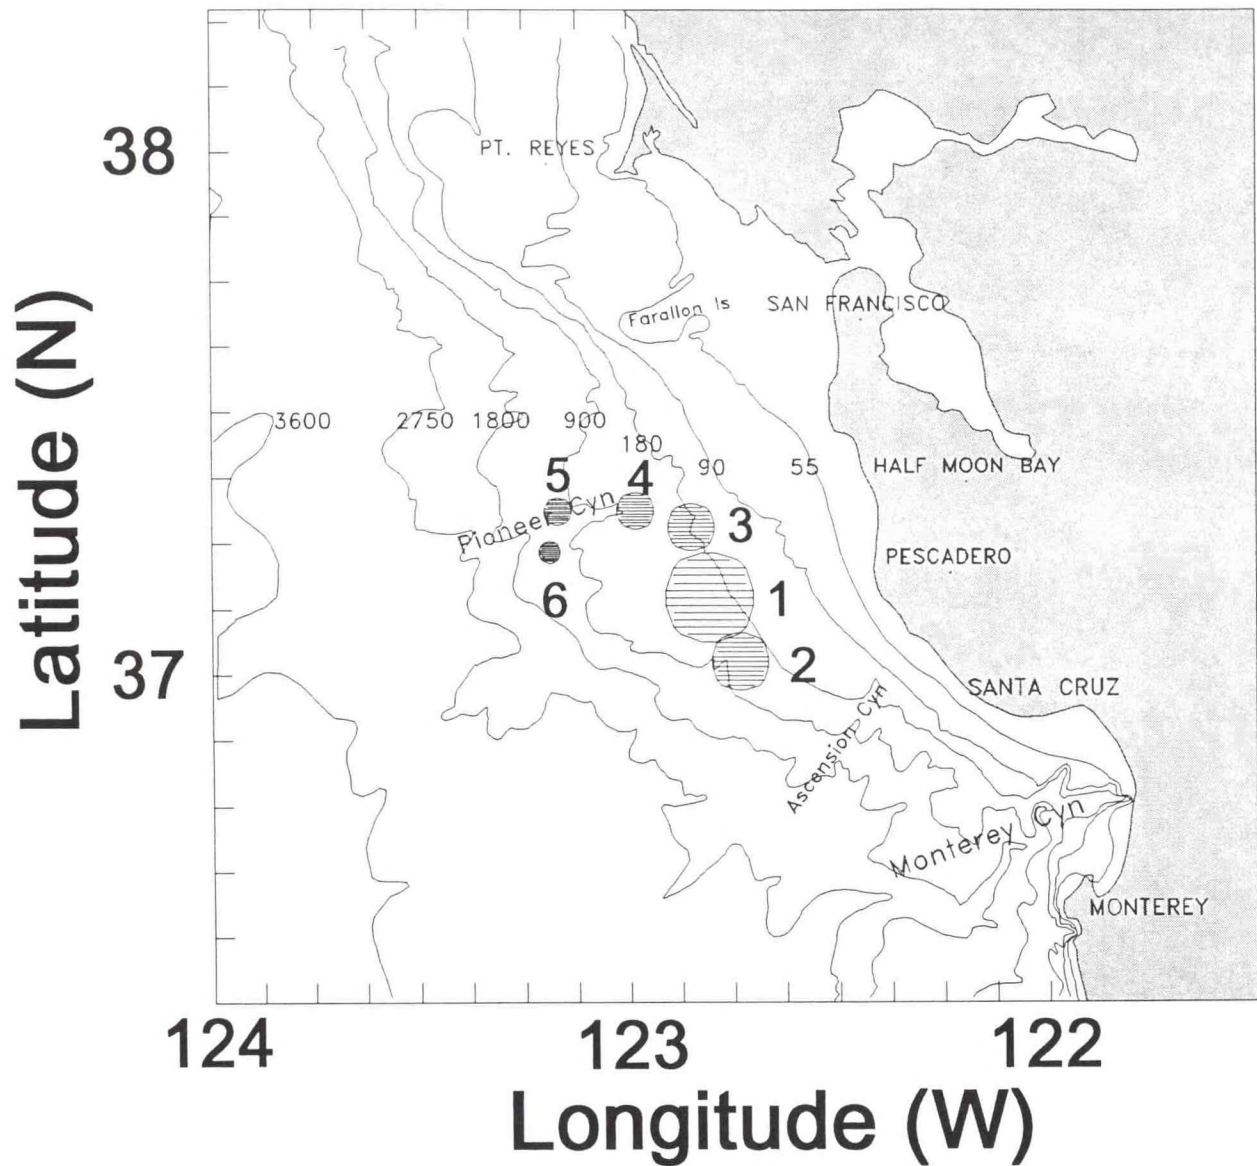 38
PT. REYES
Farallon Is
SAN FRANCISCO
Latitude (N)
3600
2750
1800
900
180
90
55
HALF MOON BAY
5
4
Pioneer Cyn
3
PESCADERO
6
1
2
37
SANTA CRUZ
Ascension Cyn
Monterey Cyn
MONTEREY
124
123
122
Longitude (W)